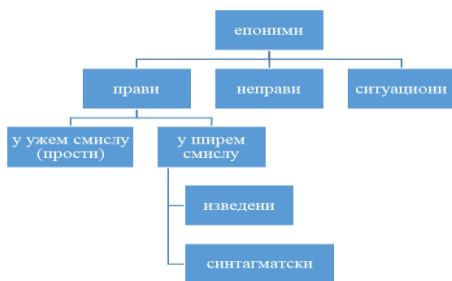 епоними
прави
неправи
ситуациони
у ужем смислу
(прости)
у ширем
смислу
изведени
синтагматски